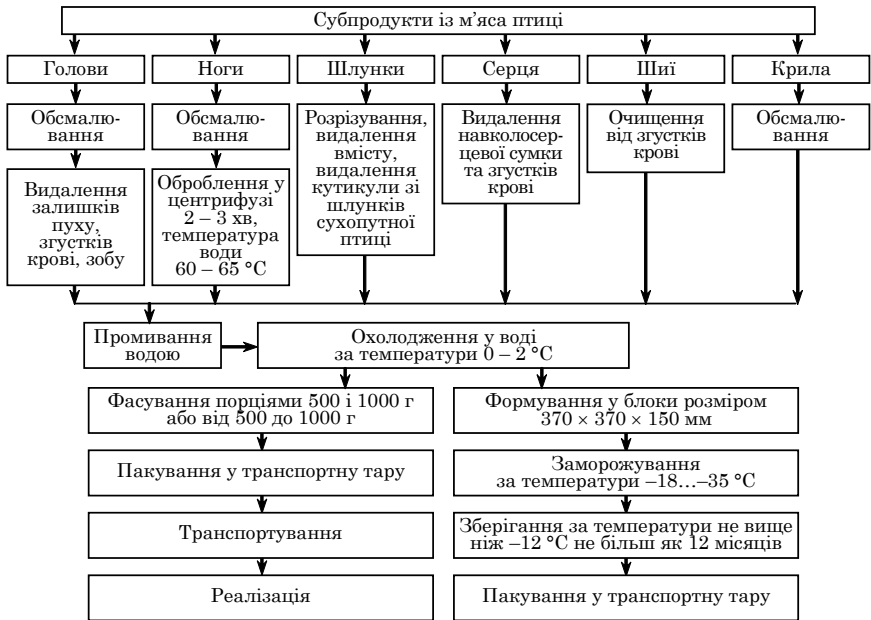 Субпродукти із м’яса птиці
Голови
Ноги
Шлунки
Серця
Шиї
Крила
Обсмалю-
вання
Обсмалю-
вання
Розрізування,
видалення
вмісту,
видалення
кутикули зі
шлунків
сухопутної
птиці
Видалення
навколосер-
цевої сумки
та згустків
крові
Очищення
від згустків
крові
Обсмалю-
вання
Видалення
залишків
пуху,
згустків
крові, зобу
Оброблення у
центрифузі
2 – 3 хв,
температура
води
60 – 65 °С
Промивання
водою
Охолодження у воді
за температури 0 – 2 °С
Фасування порціями 500 і 1000 г
або від 500 до 1000 г
Формування у блоки розміром
370 × 370 × 150 мм
Пакування у транспортну тару
Заморожування
за температури –18...–35 °С
Транспортування
Зберігання за температури не вище
ніж –12 °С не більш як 12 місяців
Реалізація
Пакування у транспортну тару